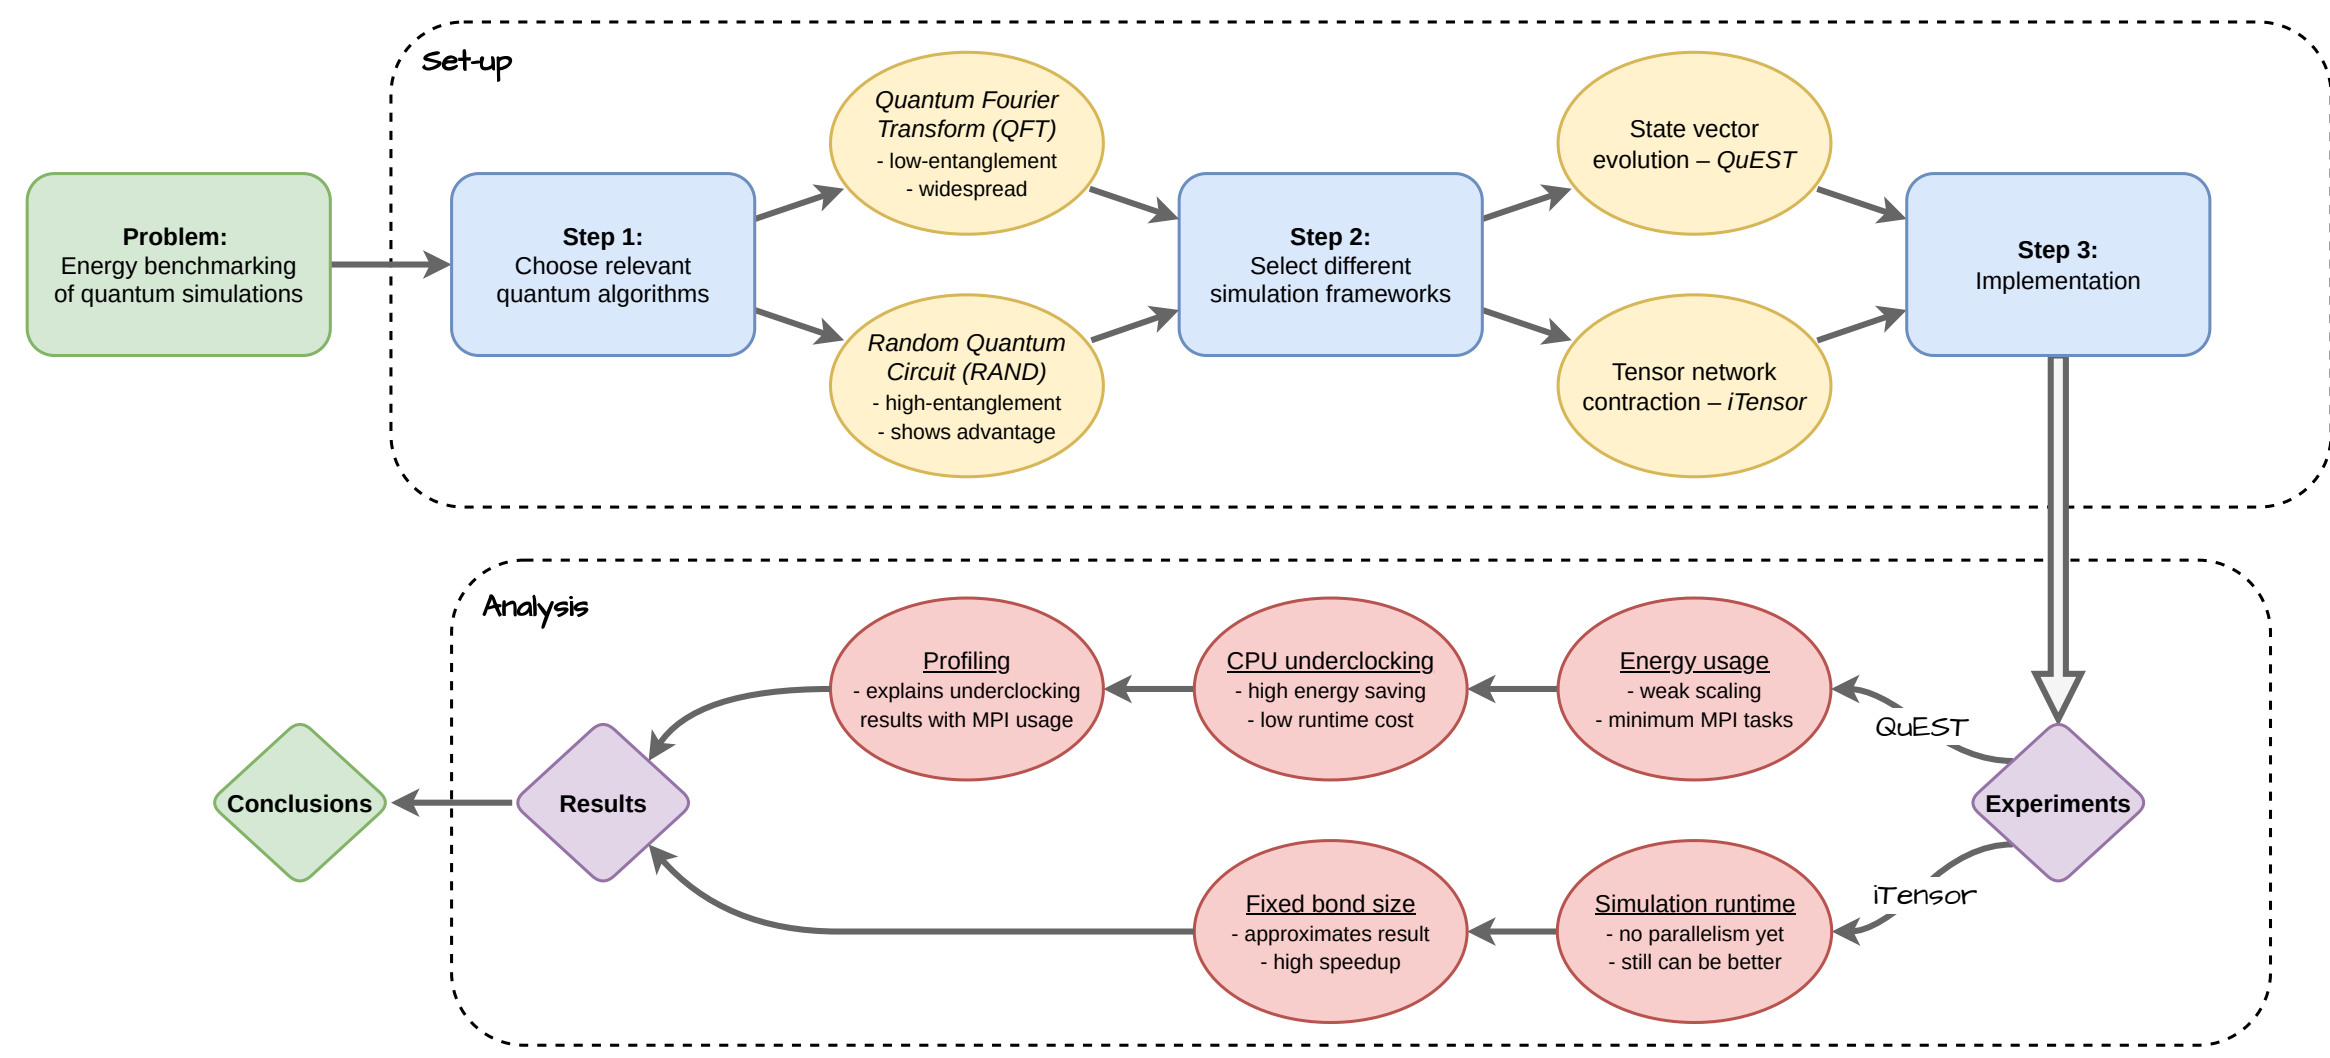 Set-up
Problem:
Energy benchmarking
of quantum simulations
Step 1:
Choose relevant
quantum algorithms
Quantum Fourier
Transform (QFT)
- low-entanglement
- widespread
Random Quantum
Circuit (RAND)
- high-entanglement
- shows advantage
Step 2:
Select different
simulation frameworks
State vector
evolution – QuEST
Tensor network
contraction – iTensor
Step 3:
Implementation
Analysis
Experiments
QuEST
Energy usage
- weak scaling
- minimum MPI tasks
CPU underclocking
- high energy saving
- low runtime cost
Profiling
- explains underclocking
results with MPI usage
iTensor
Simulation runtime
- no parallelism yet
- still can be better
Fixed bond size
- approximates result
- high speedup
Results
Conclusions